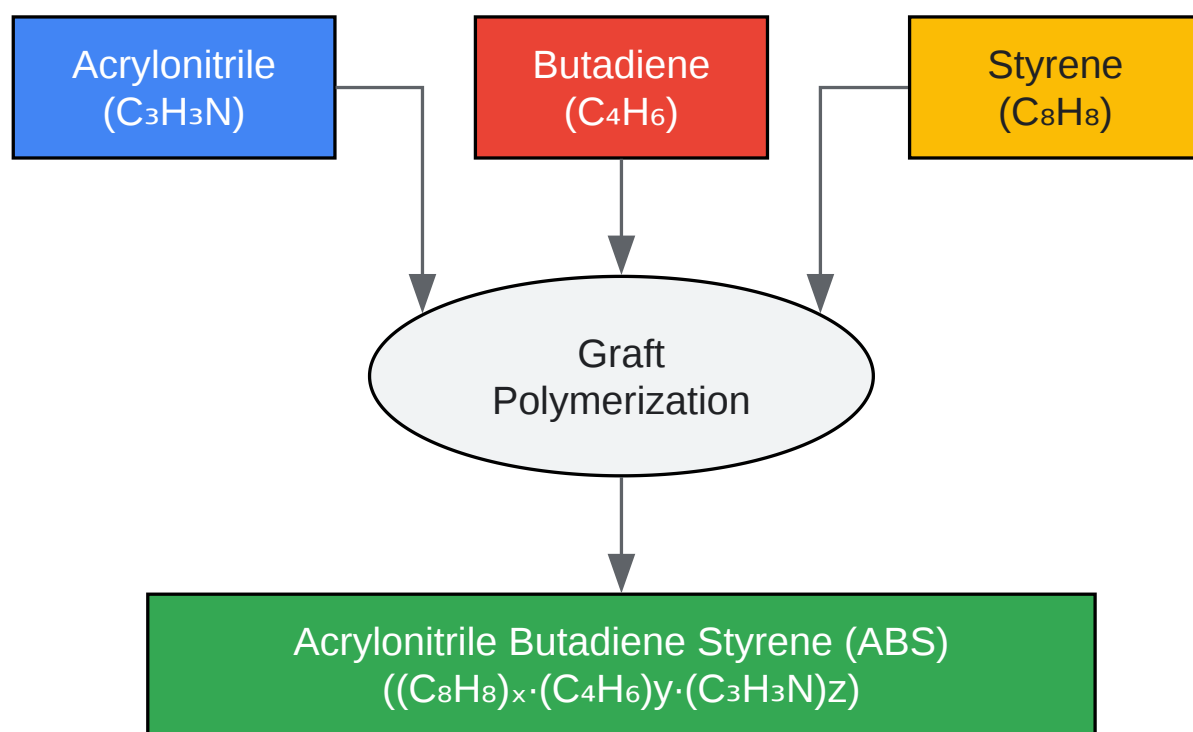 Acrylonitrile
(C₃H₃N)
Butadiene
(C₄H₆)
Styrene
(C₈H₈)
Graft
Polymerization
Acrylonitrile Butadiene Styrene (ABS)
((C₈H₈)ₓ·(C₄H₆)y·(C₃H₃N)z)